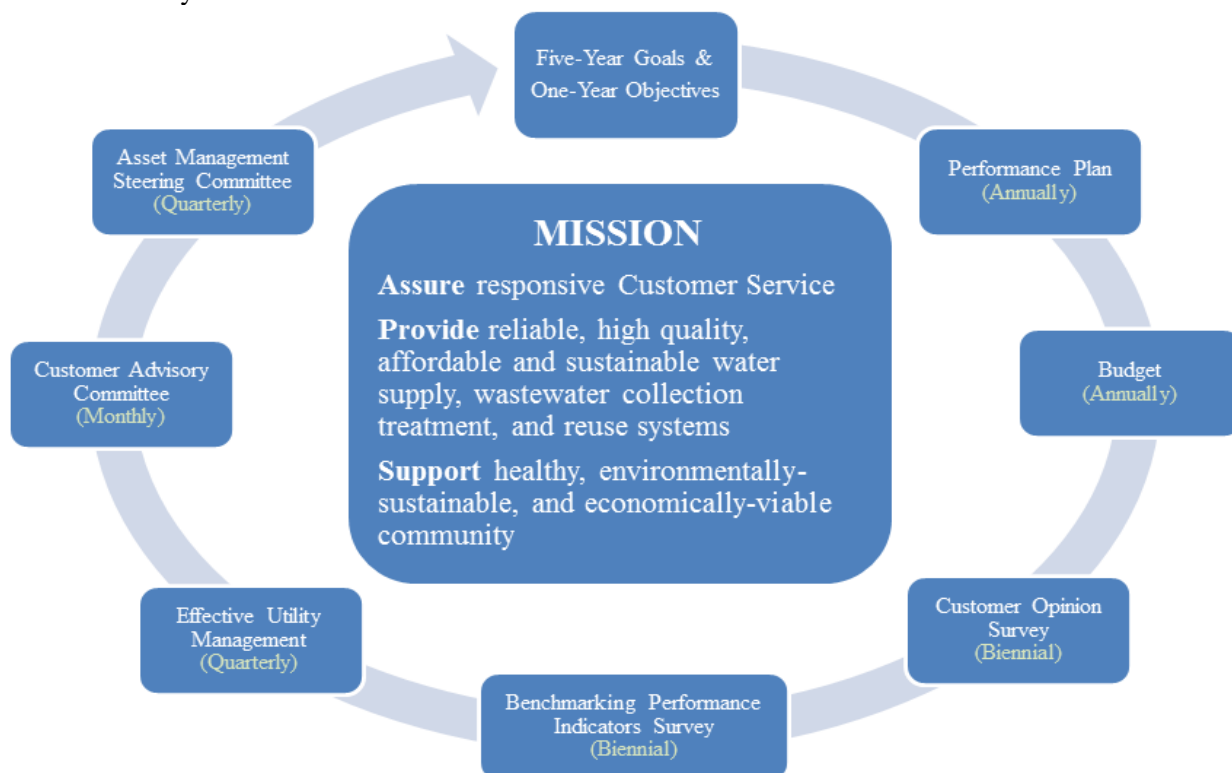 Five-Year Goals &
One-Year Objectives
Performance Plan
(Annually)
Budget
(Annually)
Customer Opinion
Survey
(Biennial)
Benchmarking Performance
Indicators Survey
(Biennial)
Effective Utility
Management
(Quarterly)
Customer Advisory
Committee
(Monthly)
Asset Management
Steering Committee
(Quarterly)
MISSION
Assure responsive Customer Service
Provide reliable, high quality,
affordable and sustainable water
supply, wastewater collection
treatment, and reuse systems
Support healthy, environmentally-
sustainable, and economically-viable
community